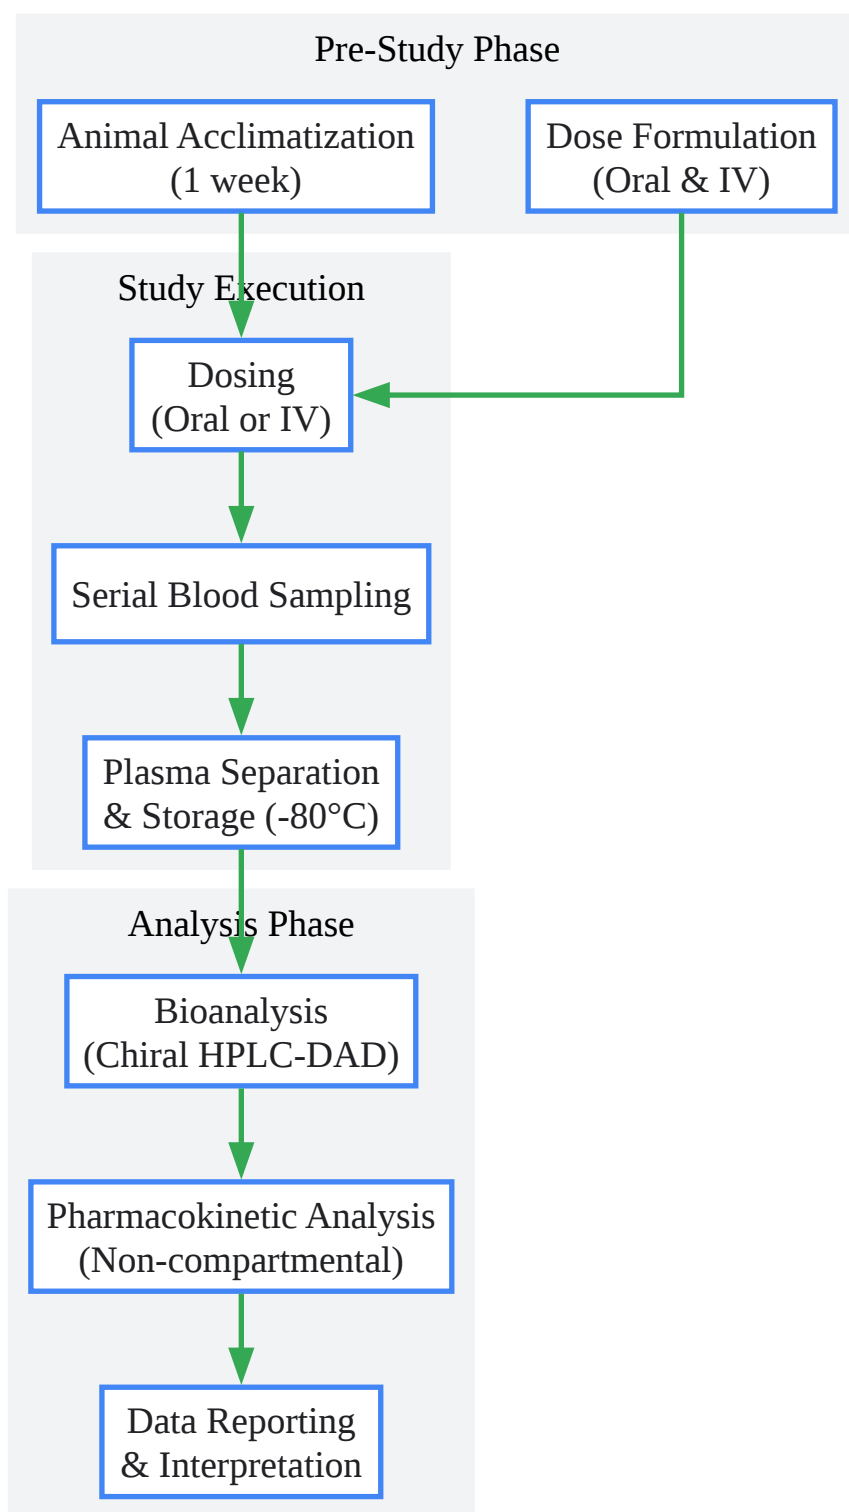 Pre-Study Phase
Animal Acclimatization
(1 week)
Dose Formulation
(Oral & IV)
Study Execution
Dosing
(Oral or IV)
Serial Blood Sampling
Plasma Separation
& Storage (-80°C)
Analysis Phase
Bioanalysis
(Chiral HPLC-DAD)
Pharmacokinetic Analysis
(Non-compartmental)
Data Reporting
& Interpretation